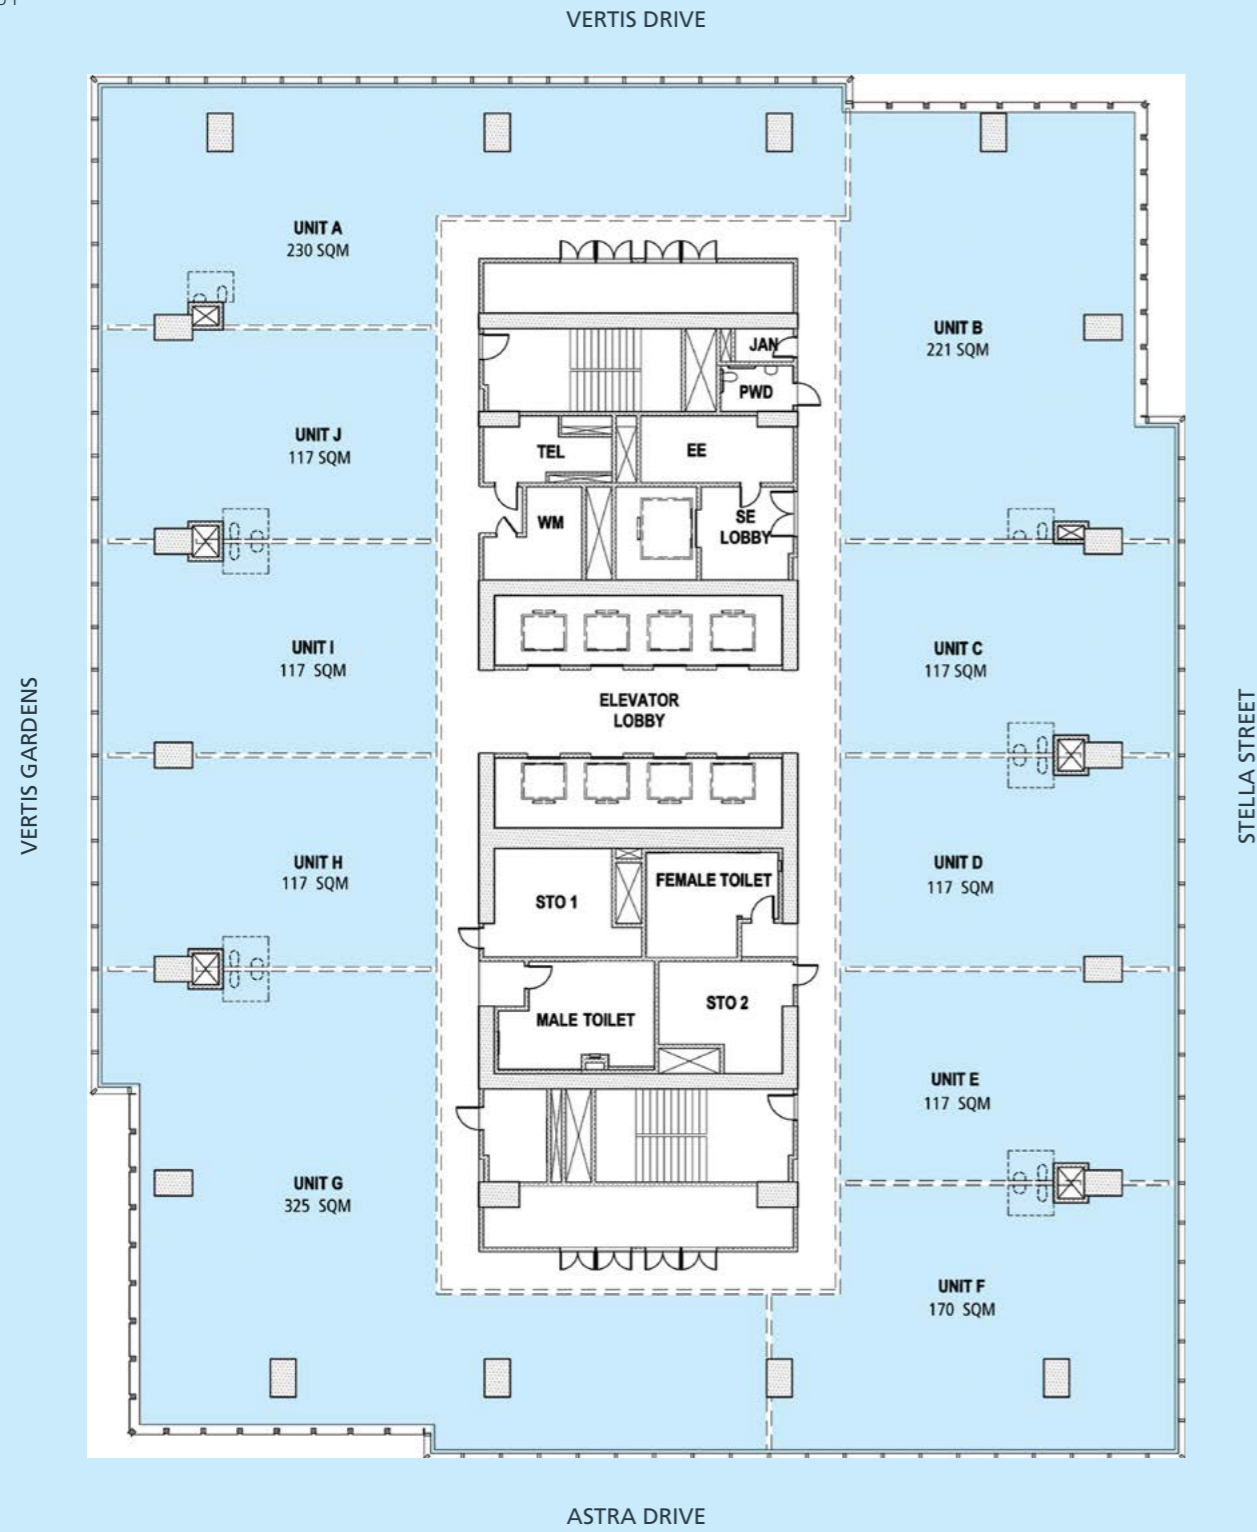 VERTIS DRIVE
UNIT A
230 SQM
UNIT B
221 SQM
JAN
PWD
UNIT J
117 SQM
TEL
EE
WM
SE
LOBBY
UNIT I
117 SQM
UNIT C
117 SQM
ELEVATOR
LOBBY
VERTIS GARDENS
STELLA STREET
UNIT H
117 SQM
UNIT D
117 SQM
STO 1
FEMALE TOILET
MALE TOILET
STO 2
UNIT E
117 SQM
UNIT G
325 SQM
UNIT F
170 SQM
ASTRA DRIVE